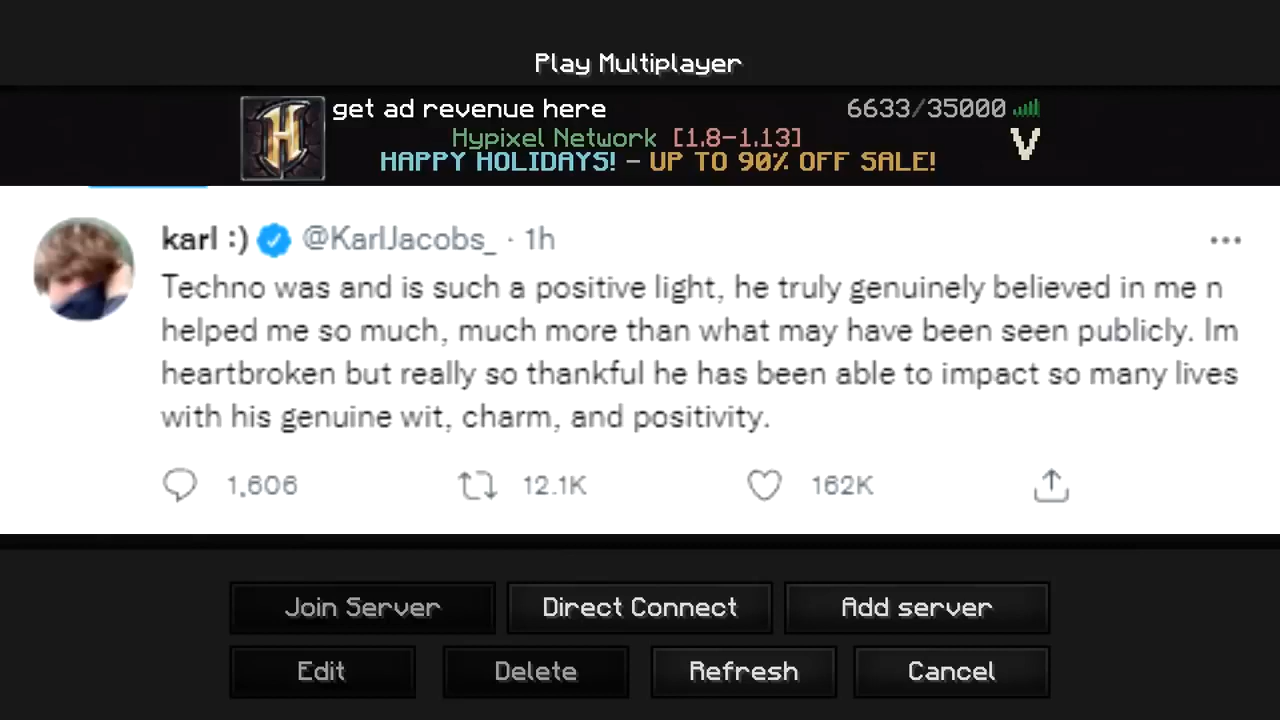 Play Multiplayer
get ad revenue here 6633/35000
Hypixel Network [1.8-1.13]
HAPPY HOLIDAYS! - UP TO 90% OFF SALE!
karl :) @KarlJacobs_ · 1h
Techno was and is such a positive light, he truly genuinely believed in me n
helped me so much, much more than what may have been seen publicly. Im
heartbroken but really so thankful he has been able to impact so many lives
with his genuine wit, charm, and positivity.
1,606 12.1K 162K
Join Server Direct Connect Add server
Edit Delete Refresh Cancel